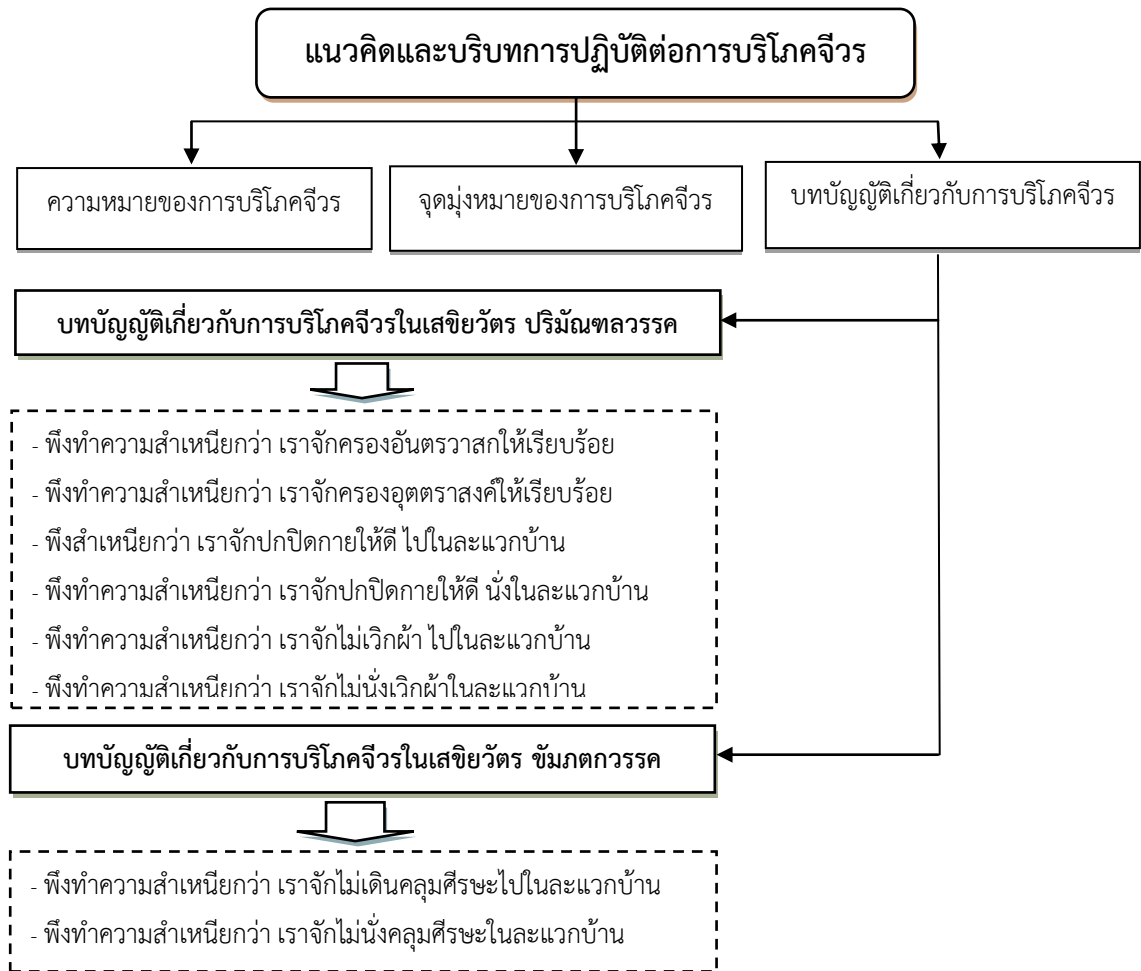 แนวคิดและบริบทการปฏิบัติต่อการบริโภคจีวร
ความหมายของการบริโภคจีวร
จุดมุ่งหมายของการบริโภคจีวร
บทบัญญัติเกี่ยวกับการบริโภคจีวร
บทบัญญัติเกี่ยวกับการบริโภคจีวรในเสขิยวัตร ปริมัณฑลวรรค
- พึงทำความสำเหนียกว่า เราจักครองอันตรวาสกให้เรียบร้อย
- พึงทำความสำเหนียกว่า เราจักครองอุตตราสงค์ให้เรียบร้อย
- พึงสำเหนียกว่า เราจักปกปิดกายให้ดี ไปในละแวกบ้าน
- พึงทำความสำเหนียกว่า เราจักปกปิดกายให้ดี นั่งในละแวกบ้าน
- พึงทำความสำเหนียกว่า เราจักไม่เวิกผ้า ไปในละแวกบ้าน
- พึงทำความสำเหนียกว่า เราจักไม่นั่งเวิกผ้าในละแวกบ้าน
บทบัญญัติเกี่ยวกับการบริโภคจีวรในเสขิยวัตร ขัมภตกวรรค
- พึงทำความสำเหนียกว่า เราจักไม่เดินคลุมศีรษะไปในละแวกบ้าน
- พึงทำความสำเหนียกว่า เราจักไม่นั่งคลุมศีรษะในละแวกบ้าน